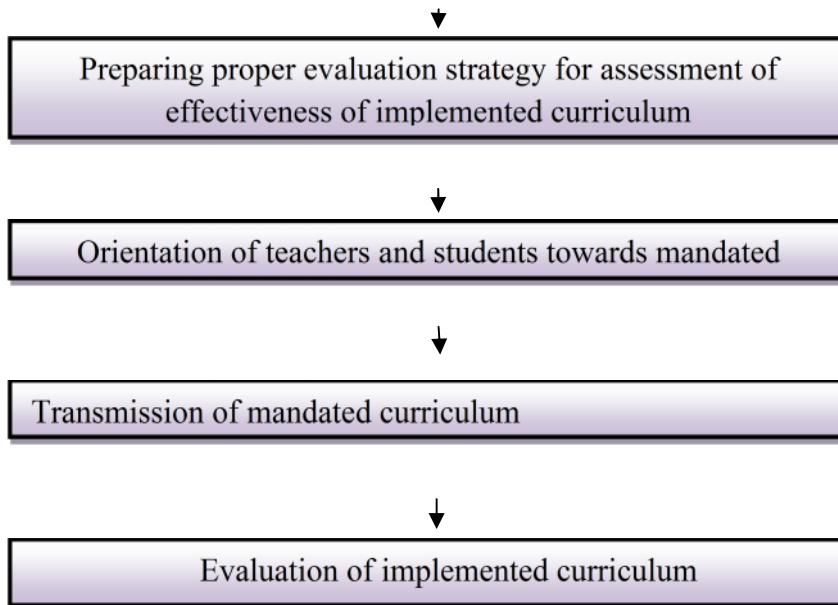 Preparing proper evaluation strategy for assessment of
effectiveness of implemented curriculum
Orientation of teachers and students towards mandated
Transmission of mandated curriculum
Evaluation of implemented curriculum